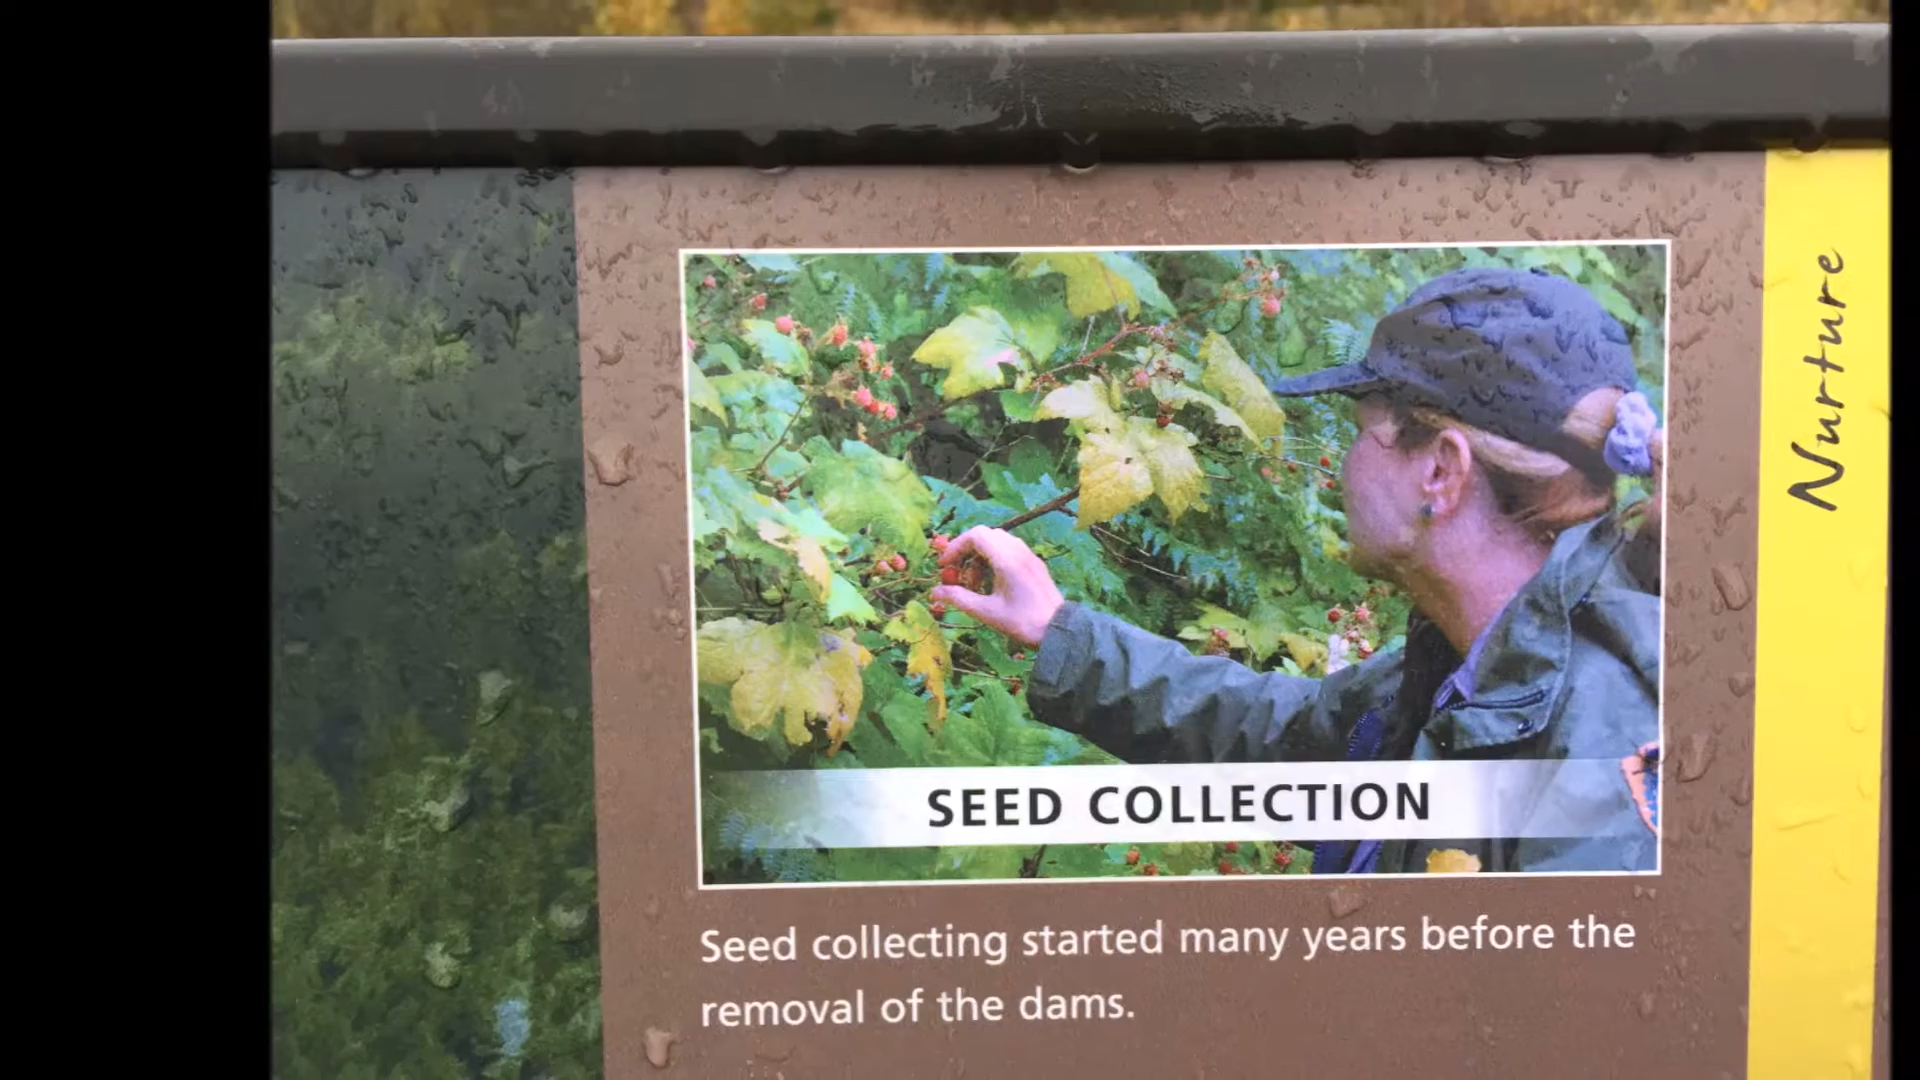 SEED COLLECTION
Seed collecting started many years before the
removal of the dams.
Nurture